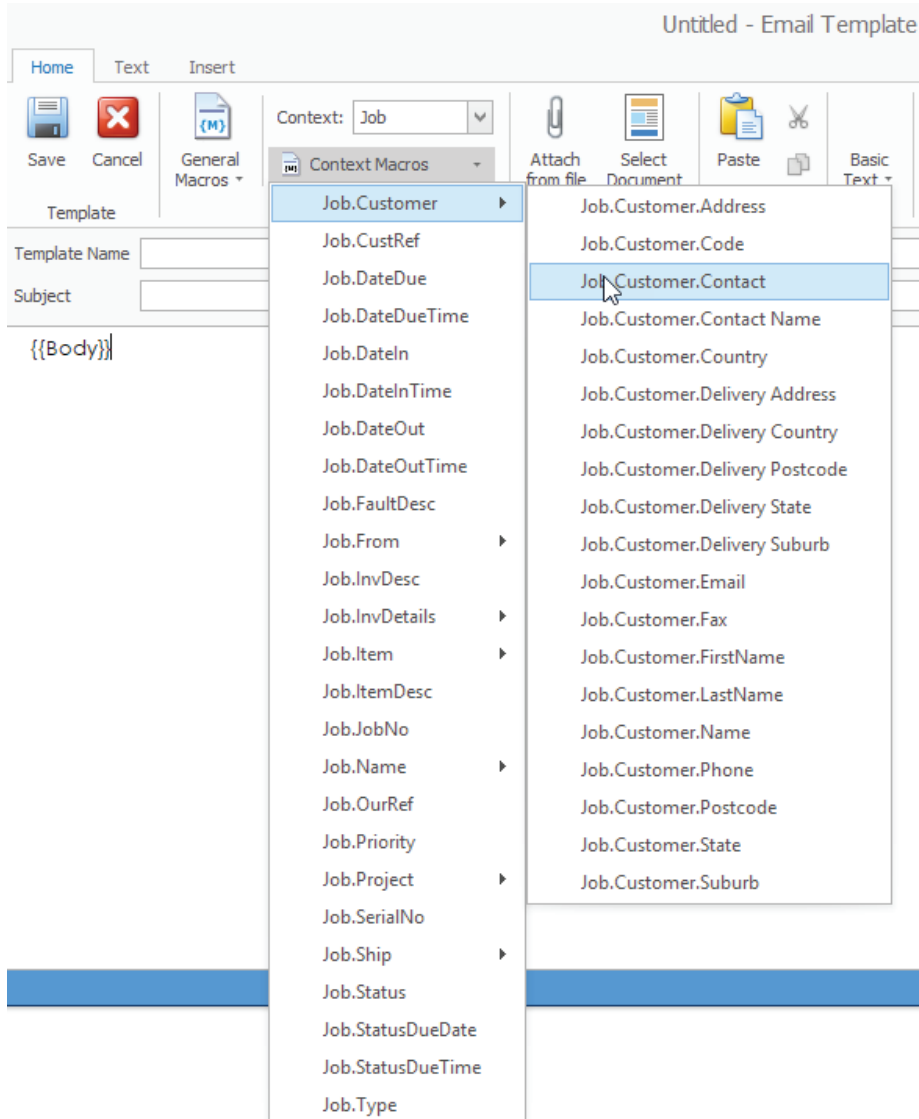 Untitled - Email Template
Home Text Insert
Context: Job
Save Cancel General Macros Context Macros Attach from file Select Document Paste Basic Text
Template
Template Name
Subject
{{Body}}
Job.Customer
Job.CustRef
Job.DateDue
Job.DateDueTime
Job.DateIn
Job.DateInTime
Job.DateOut
Job.DateOutTime
Job.FaultDesc
Job.From
Job.InvDesc
Job.InvDetails
Job.Item
Job.ItemDesc
Job.JobNo
Job.Name
Job.OurRef
Job.Priority
Job.Project
Job.SerialNo
Job.Ship
Job.Status
Job.StatusDueDate
Job.StatusDueTime
Job.Type
Job.Customer.Address
Job.Customer.Code
Job.Customer.Contact
Job.Customer.Contact Name
Job.Customer.Country
Job.Customer.Delivery Address
Job.Customer.Delivery Country
Job.Customer.Delivery Postcode
Job.Customer.Delivery State
Job.Customer.Delivery Suburb
Job.Customer.Email
Job.Customer.Fax
Job.Customer.FirstName
Job.Customer.LastName
Job.Customer.Name
Job.Customer.Phone
Job.Customer.Postcode
Job.Customer.State
Job.Customer.Suburb